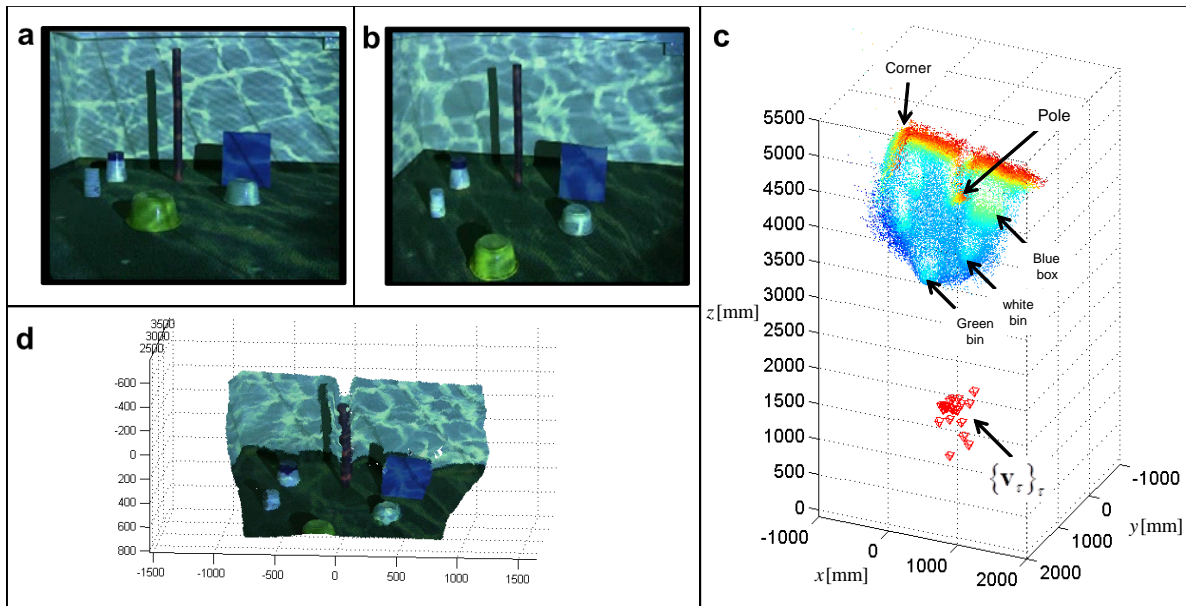 a
b
c
d
Corner
Pole
Blue
box
white
bin
Green
bin
z[mm]
5500
5000
4500
4000
3500
3000
2500
2000
1500
1000
500
0
{v_τ}_τ
-1000
0
1000
2000
x[mm]
-1000
0
1000
2000
y[mm]
3500
3000
2500
-600
-400
-200
0
200
400
600
800
-1500
-1000
-500
0
500
1000
1500